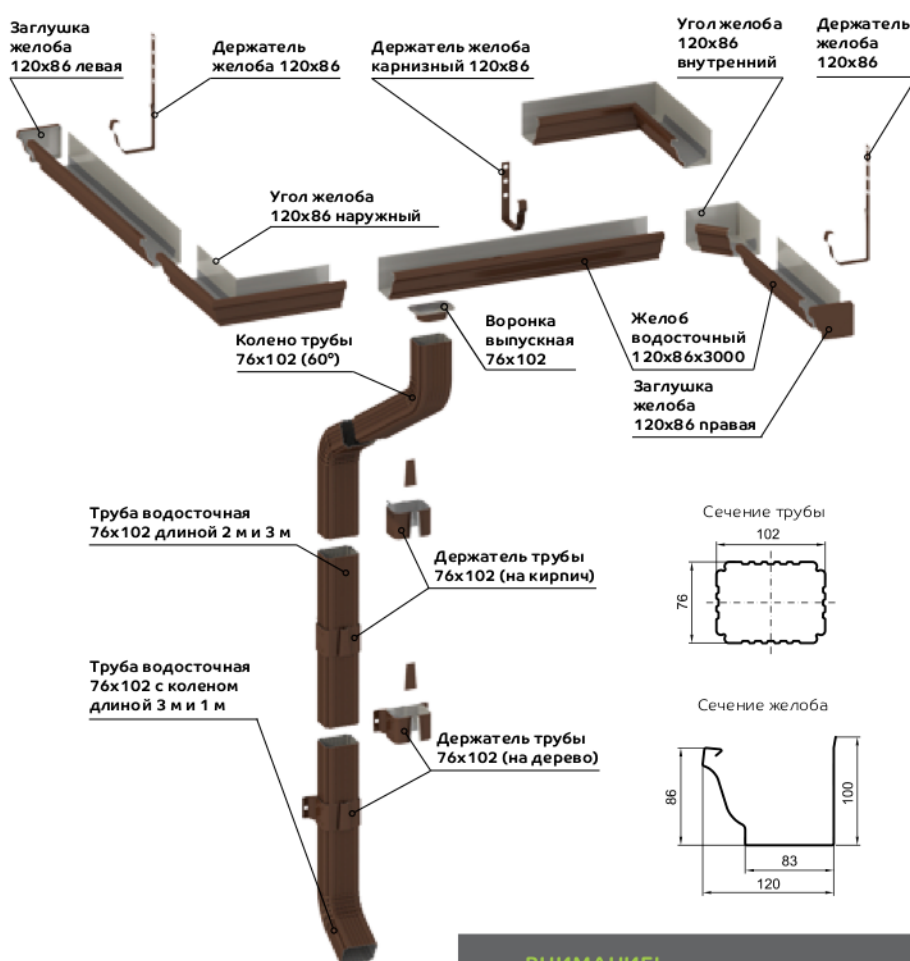 Заглушка
желоба
120x86 левая
Держатель
желоба 120x86
Держатель желоба
карнизный 120x86
Угол желоба
120x86
внутренний
Держатель
желоба
120x86
Угол желоба
120x86 наружный
Колено трубы
76x102 (60°)
Воронка
выпускная
76x102
Желоб
водосточный
120x86x3000
Заглушка
желоба
120x86 правая
Труба водосточная
76x102 длиной 2 м и 3 м
Держатель трубы
76x102 (на кирпич)
Сечение трубы
102
76
Труба водосточная
76x102 с коленом
длиной 3 м и 1 м
Держатель трубы
76x102 (на дерево)
Сечение желоба
86
100
83
120
ВНИМАНИЕ!